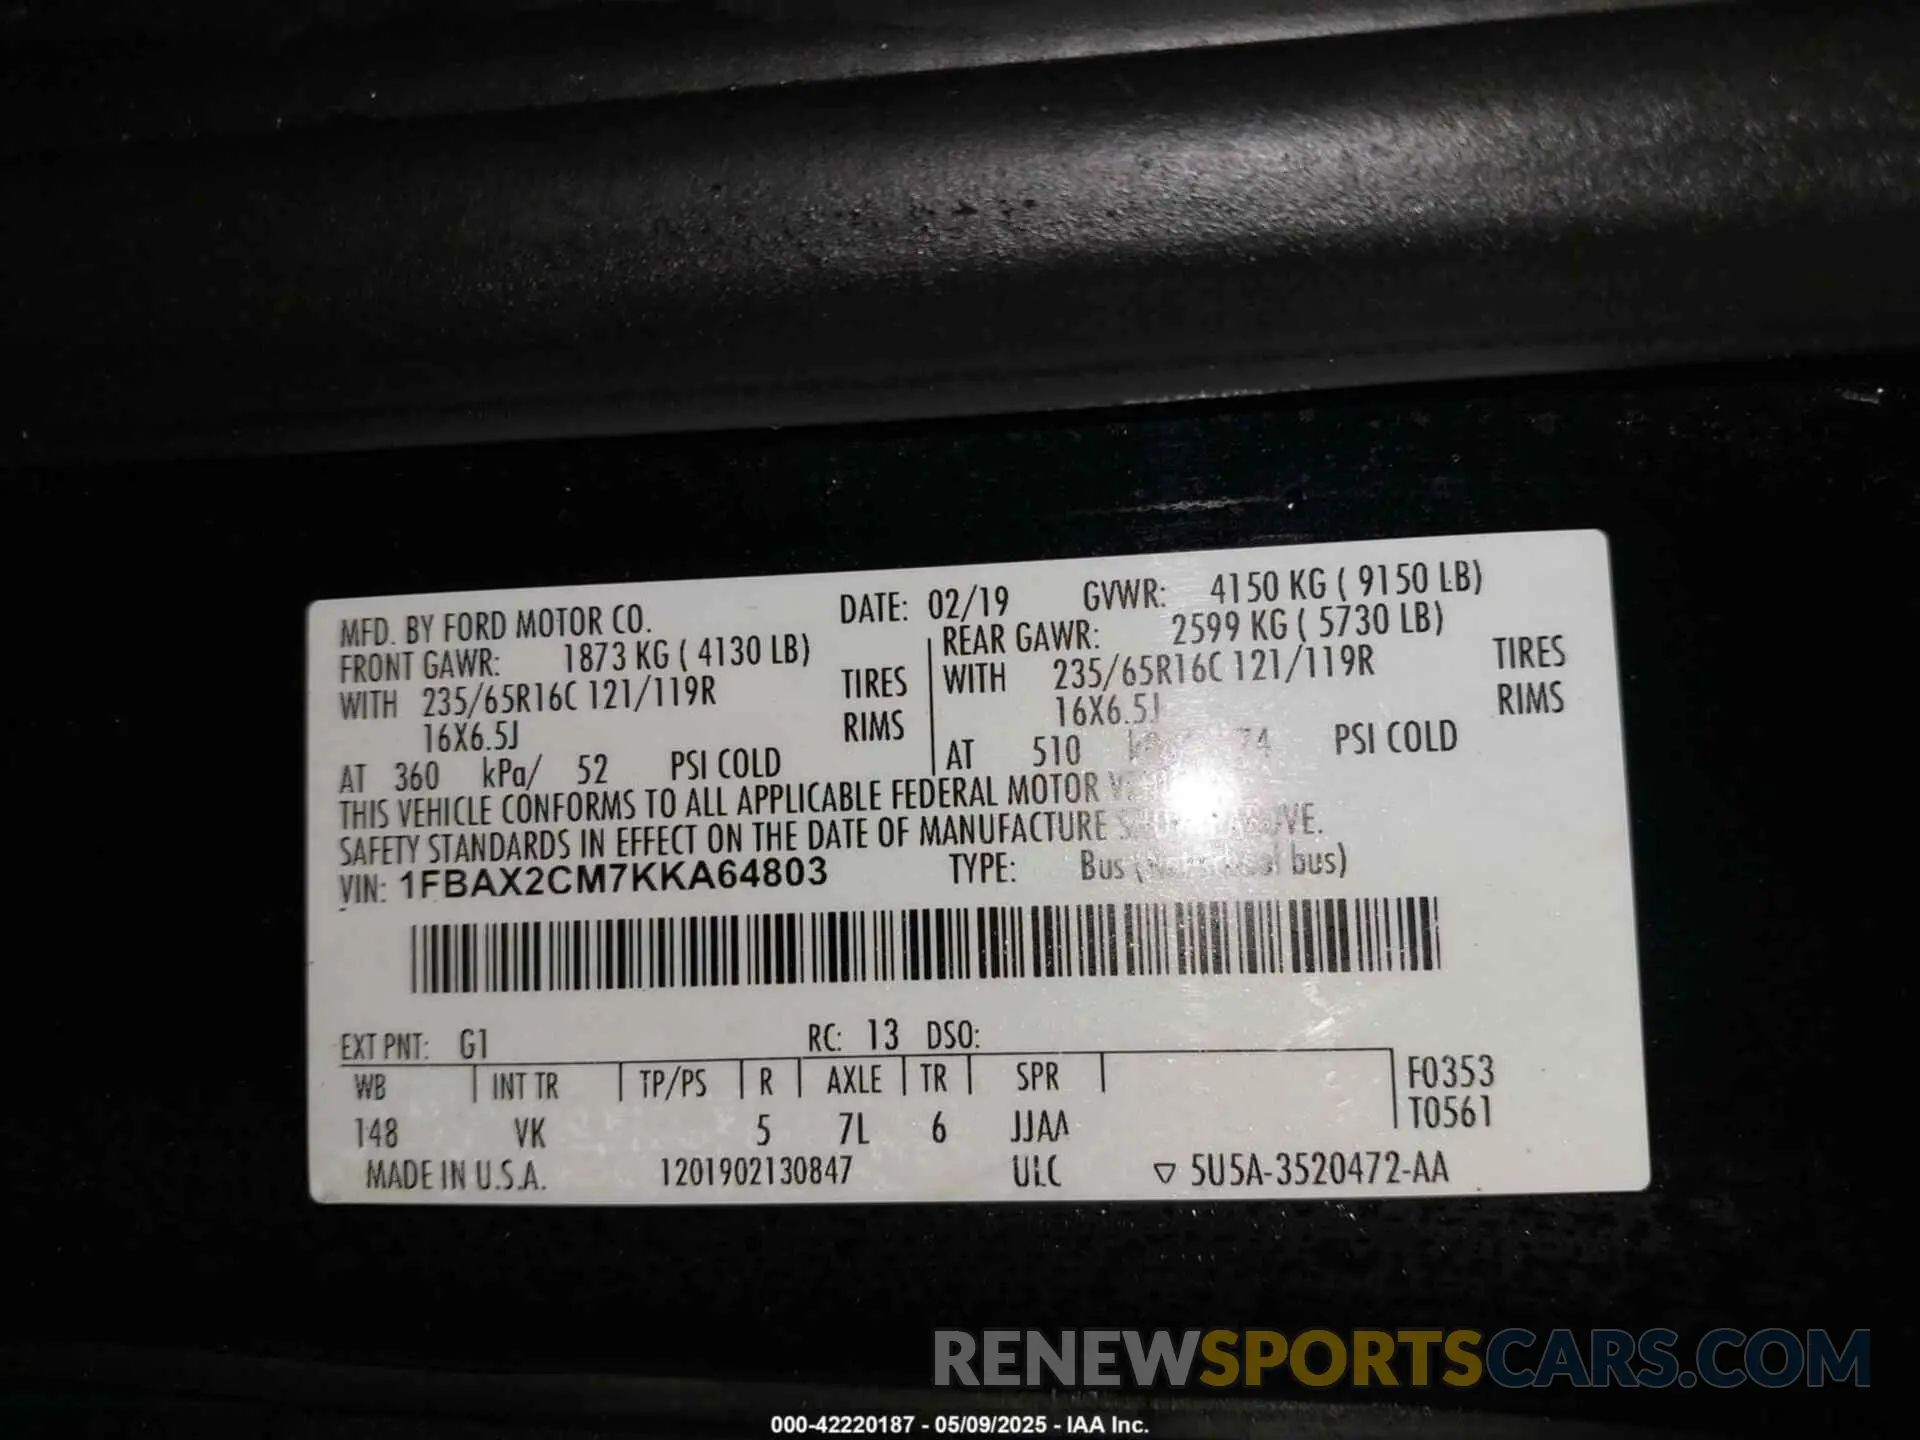 MFD. BY FORD MOTOR CO. DATE: 02/19 GVWR: 4150 KG ( 9150 LB)
FRONT GAWR: 1873 KG ( 4130 LB) REAR GAWR: 2599 KG ( 5730 LB)
WITH 235/65R16C 121/119R TIRES WITH 235/65R16C 121/119R TIRES
16X6.5J RIMS 16X6.5J RIMS
AT 360 kPa/ 52 PSI COLD AT 510 74 PSI COLD
THIS VEHICLE CONFORMS TO ALL APPLICABLE FEDERAL MOTOR
SAFETY STANDARDS IN EFFECT ON THE DATE OF MANUFACTURE ABOVE.
VIN: 1FBAX2CM7KKA64803 TYPE: Bus bus)
EXT PNT: G1 RC: 13 DSO:
WB INT TR TP/PS R AXLE TR SPR F0353
T0561
148 VK 5 7L 6 JJAA
MADE IN U.S.A. 1201902130847 ULC ▽ 5U5A-3520472-AA
RENEWSPORTSCARS.COM
000-42220187 - 05/09/2025 - IAA Inc.